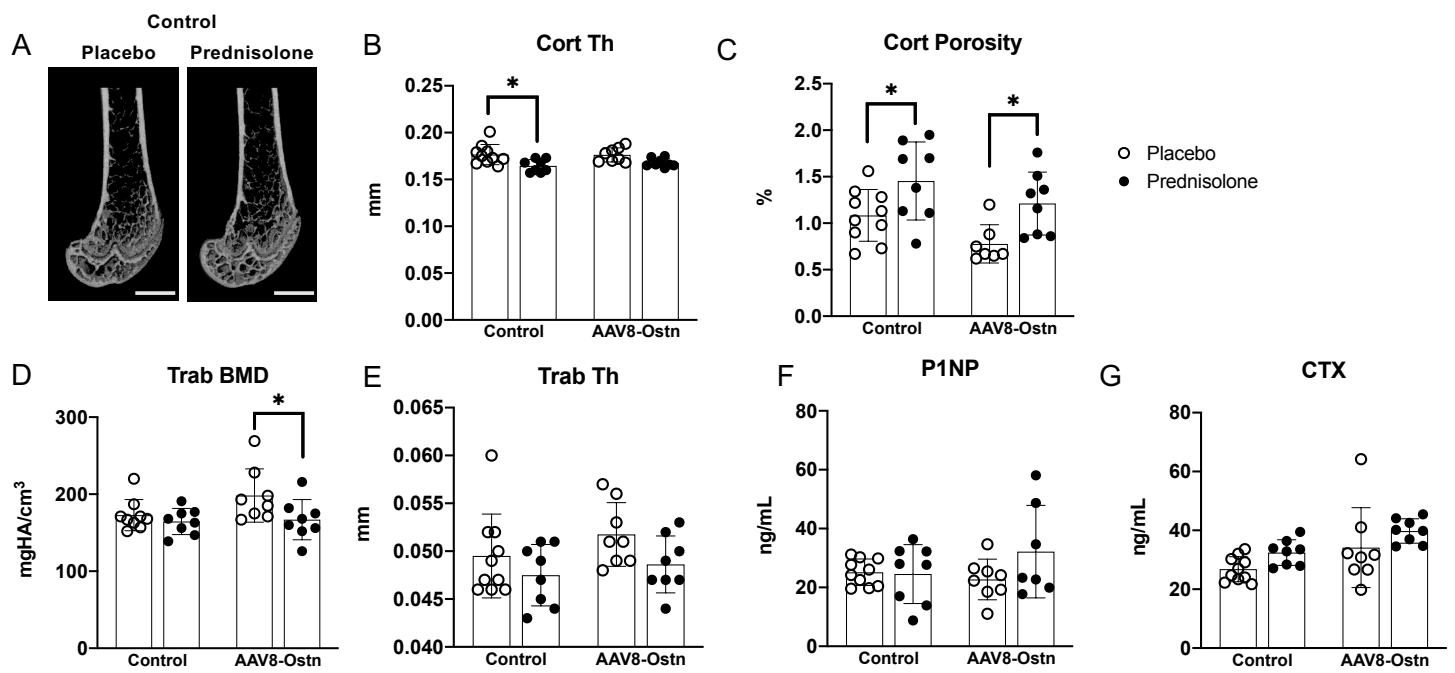 A
Control
Placebo Prednisolone
B
Cort Th
*
0.25
0.20
0.15
0.10
0.05
0.00
mm
Control AAV8-Ostn
C
Cort Porosity
* *
2.5
2.0
1.5
1.0
0.5
0.0
%
Control AAV8-Ostn
Placebo
Prednisolone
D
Trab BMD
*
300
200
100
0
mgHA/cm³
Control AAV8-Ostn
E
Trab Th
0.065
0.060
0.055
0.050
0.045
0.040
mm
Control AAV8-Ostn
F
P1NP
80
60
40
20
0
ng/mL
Control AAV8-Ostn
G
CTX
80
60
40
20
0
ng/mL
Control AAV8-Ostn